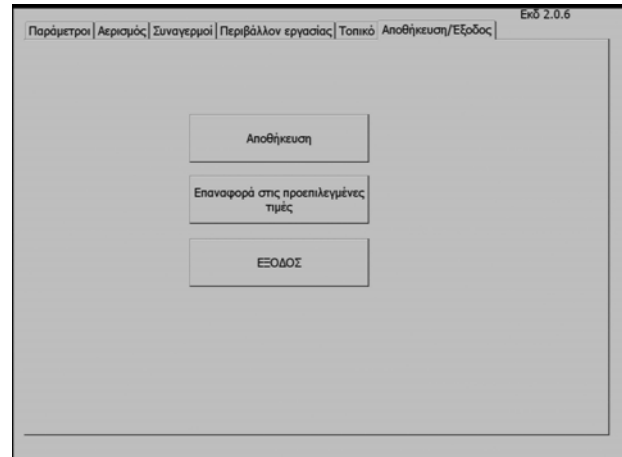 Εκδ 2.0.6
Παράμετροι Αερισμός Συναγερμοί Περιβάλλον εργασίας Τοπικό Αποθήκευση/Έξοδος
Αποθήκευση
Επαναφορά στις προεπιλεγμένες
τιμές
ΕΞΟΔΟΣ